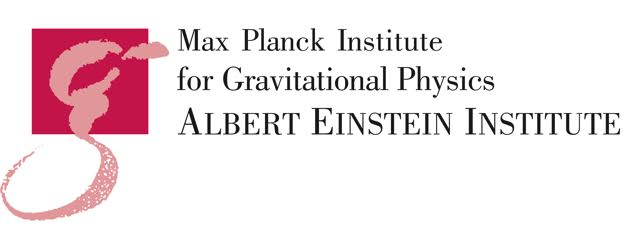 Max Planck Institute
for Gravitational Physics
ALBERT EINSTEIN INSTITUTE